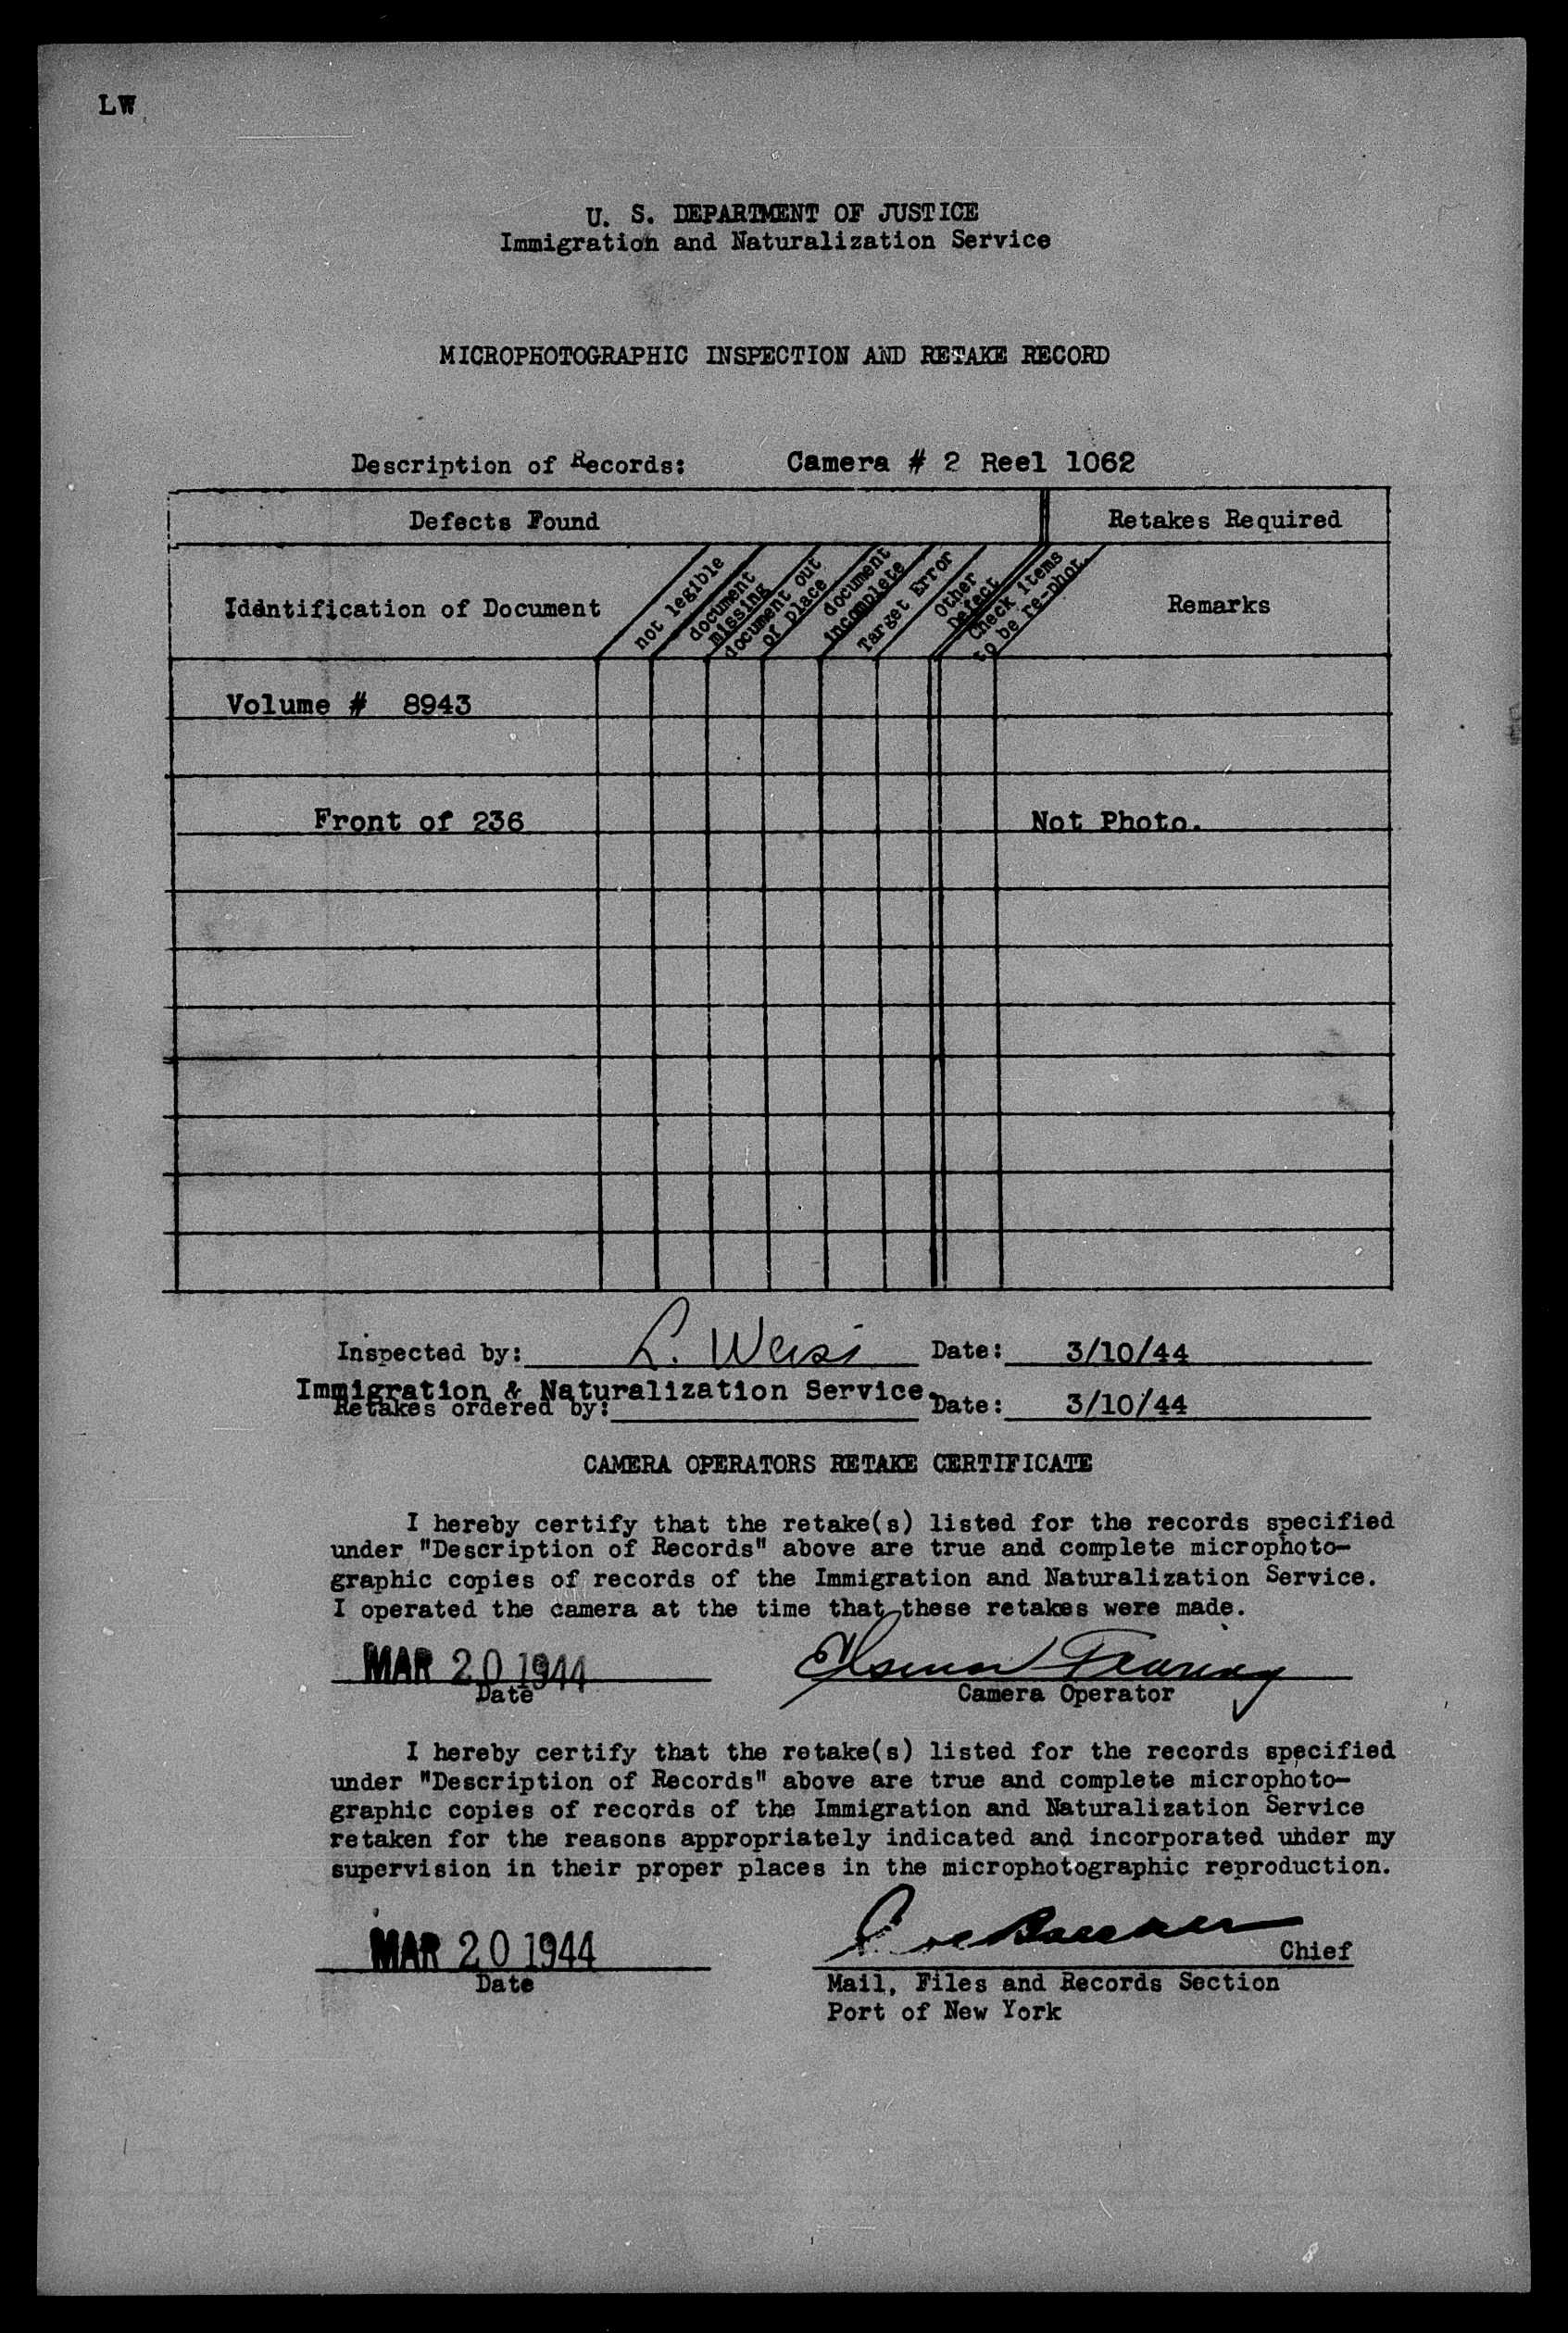 LW
U. S. DEPARTMENT OF JUSTICE
Immigration and Naturalization Service
MICROPHOTOGRAPHIC INSPECTION AND RETAKE RECORD
Description of Records: Camera # 2 Reel 1062
Defects Found Retakes Required
Identification of Document
not legible
document
missing
document out
of place
document
incomplete
Target Error
Other
Defect
Check items
to be re-phot.
Remarks
Volume # 8943
Front of 236 Not Photo.
Inspected by: L. Weiss Date: 3/10/44
Immigration & Naturalization Service.
Retakes ordered by: Date: 3/10/44
CAMERA OPERATORS RETAKE CERTIFICATE
I hereby certify that the retake(s) listed for the records specified
under "Description of Records" above are true and complete microphoto-
graphic copies of records of the Immigration and Naturalization Service.
I operated the camera at the time that these retakes were made.
MAR 20 1944
Date Camera Operator
I hereby certify that the retake(s) listed for the records specified
under "Description of Records" above are true and complete microphoto-
graphic copies of records of the Immigration and Naturalization Service
retaken for the reasons appropriately indicated and incorporated under my
supervision in their proper places in the microphotographic reproduction.
MAR 20 1944 Chief
Date Mail, Files and Records Section
Port of New York